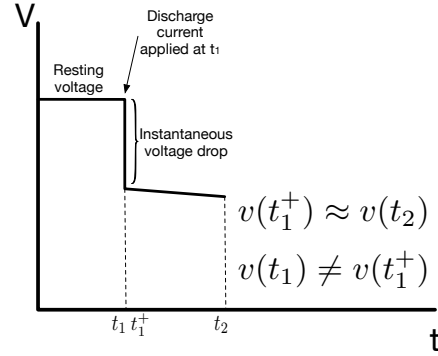 V
Discharge
current
applied at t₁
Resting
voltage
Instantaneous
voltage drop
v(t₁⁺) ≈ v(t₂)
v(t₁) ≠ v(t₁⁺)
t₁ t₁⁺ t₂
t